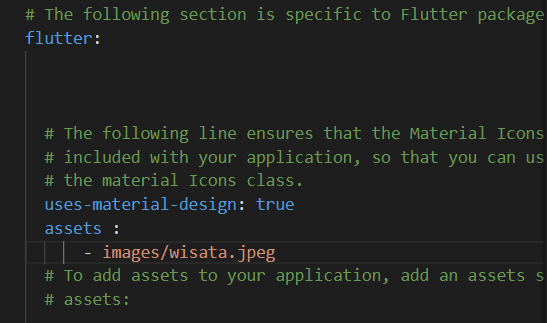 # The following section is specific to Flutter package
flutter:
# The following line ensures that the Material Icons
# included with your application, so that you can us
# the material Icons class.
uses-material-design: true
assets :
- images/wisata.jpeg
# To add assets to your application, add an assets s
# assets: